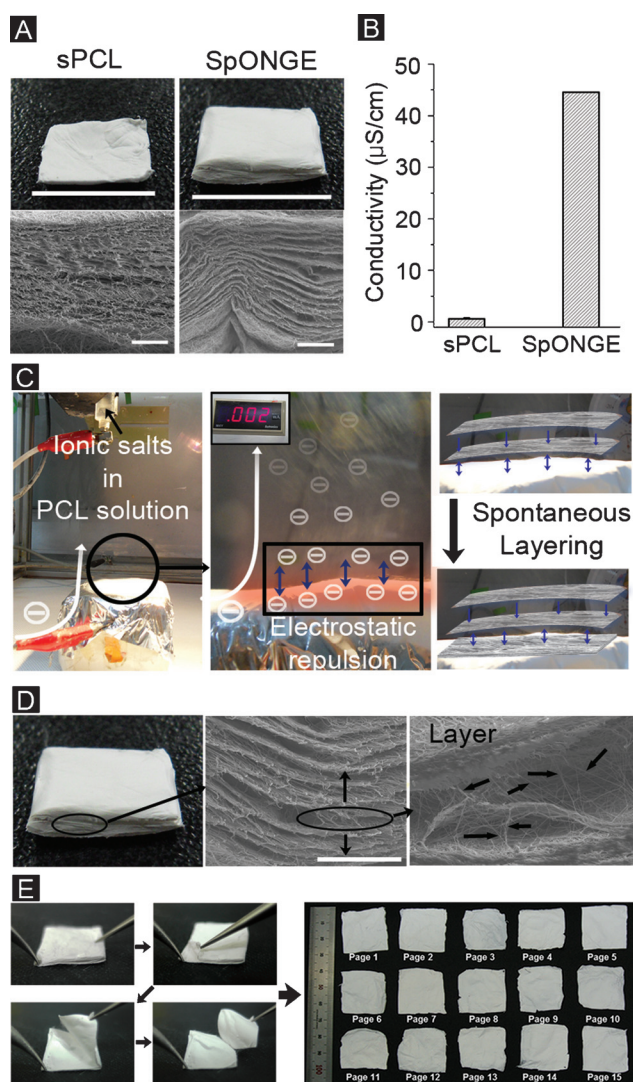 A
sPCL
SpONGE
B
Conductivity (µS/cm)
50
40
30
20
10
0
sPCL
SpONGE
C
Ionic salts
in
PCL solution
.002
Electrostatic
repulsion
Spontaneous
Layering
D
Layer
E
Page 1
Page 2
Page 3
Page 4
Page 5
Page 6
Page 7
Page 8
Page 9
Page 10
Page 11
Page 12
Page 13
Page 14
Page 15